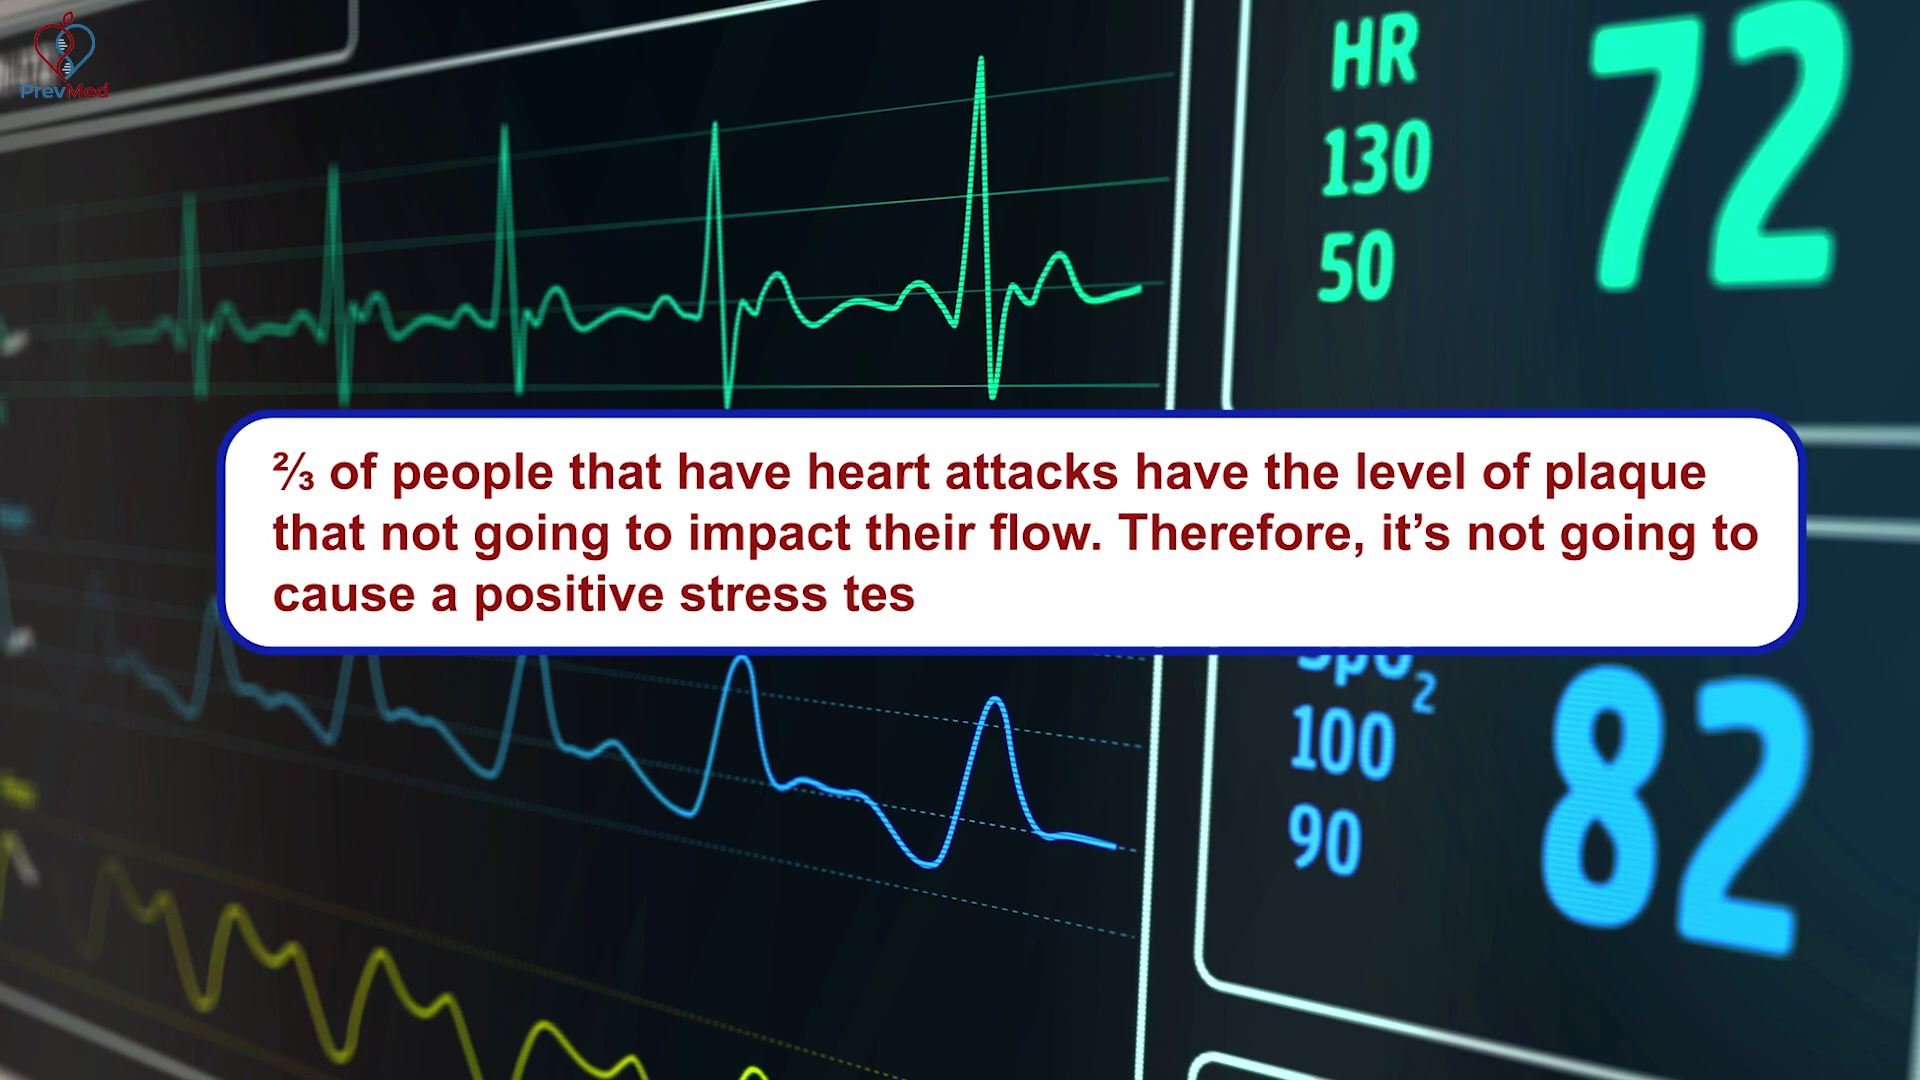 PrevMed
HR
130
50
72
⅔ of people that have heart attacks have the level of plaque
that not going to impact their flow. Therefore, it’s not going to
cause a positive stress tes
SpO2
100
90
82